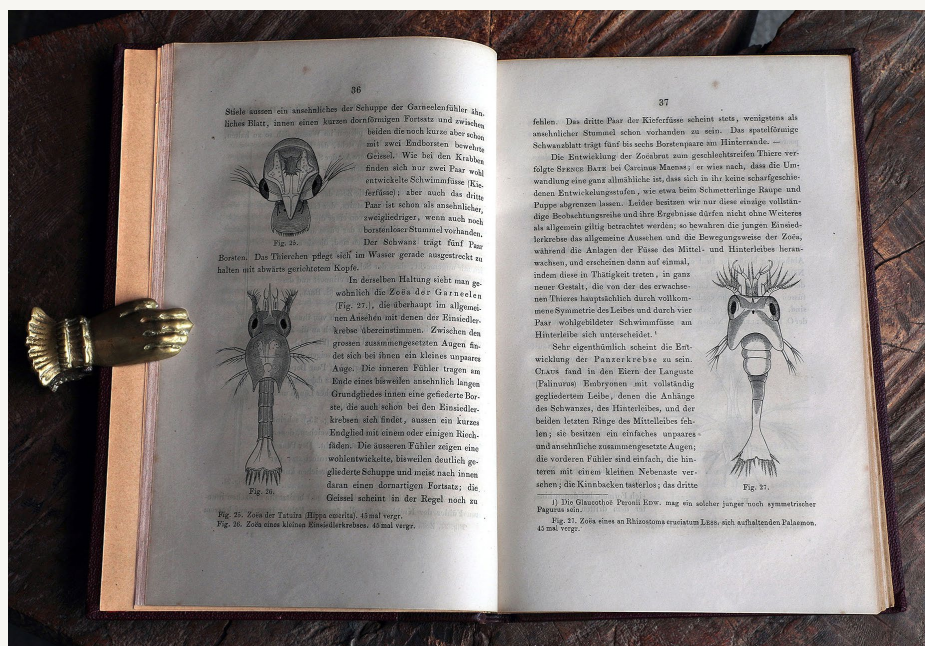 36
Stiele aussen ein ansehnliches der Schuppe der Garneelenfühler ähn-
liches Blatt, innen einen kurzen dornförmigen Fortsatz und zwischen
beiden die noch kurze aber schon
mit zwei Endborsten bewehrte
Geissel. Wie bei den Krabben
finden sich nur zwei Paar wohl
entwickelte Schwimmfüsse (Kie-
ferfüsse); aber auch das dritte
Paar ist schon als ansehnlicher,
zweigliedriger, wenn auch noch
borstenloser Stummel vorhanden.
Der Schwanz trägt fünf Paar
Fig. 25.
Borsten. Das Thierchen pflegt sich im Wasser gerade ausgestreckt zu
halten mit abwärts gerichtetem Kopfe.
In derselben Haltung sieht man ge-
wöhnlich die Zoëa der Garneelen
(Fig. 27.), die überhaupt im allgemei-
nen Ansehen mit denen der Einsiedler-
krebse übereinstimmen. Zwischen den
grossen zusammengesetzten Augen fin-
det sich bei ihnen ein kleines unpaares
Auge. Die inneren Fühler tragen am
Ende eines bisweilen ansehnlich langen
Grundgliedes innen eine gefiederte Bor-
ste, die auch schon bei den Einsiedler-
krebsen sich findet, aussen ein kurzes
Endglied mit einem oder einigen Riech-
fäden. Die äusseren Fühler zeigen eine
wohlentwickelte, bisweilen deutlich ge-
gliederte Schuppe und meist nach innen
daran einen dornartigen Fortsatz; die
Geissel scheint in der Regel noch zu
Fig. 26.
Fig. 25. Zoëa der Tatuira (Hippa emerita). 45 mal vergr.
Fig. 26. Zoëa eines kleinen Einsiedlerkrebses. 45 mal vergr.
37
fehlen. Das dritte Paar der Kieferfüsse scheint stets, wenigstens als
ansehnlicher Stummel schon vorhanden zu sein. Das spatelförmige
Schwanzblatt trägt fünf bis sechs Borstenpaare am Hinterrande. —
Die Entwicklung der Zoëabrut zum geschlechtsreifen Thiere ver-
folgte SPENCE BATE bei Carcinus Maenas; er wies nach, dass die Um-
wandlung eine ganz allmähliche ist, dass sich in ihr keine scharfgeschie-
denen Entwickelungsstufen, wie etwa beim Schmetterlinge Raupe und
Puppe abgrenzen lassen. Leider besitzen wir nur diese einzige vollstän-
dige Beobachtungsreihe und ihre Ergebnisse dürfen nicht ohne Weiteres
als allgemein giltig betrachtet werden; so bewahren die jungen Einsied-
lerkrebse das allgemeine Aussehen und die Bewegungsweise der Zoëa,
während die Anlagen der Füsse des Mittel- und Hinterleibes heran-
wachsen, und erscheinen dann auf einmal,
indem diese in Thätigkeit treten, in ganz
neuer Gestalt, die von der des erwachse-
nen Thieres hauptsächlich durch vollkom-
mene Symmetrie des Leibes und durch vier
Paar wohlgebildeter Schwimmfüsse am
Hinterleibe sich unterscheidet.¹
Sehr eigenthümlich scheint die Ent-
wicklung der Panzerkrebse zu sein.
CLAUS fand in den Eiern der Languste
(Palinurus) Embryonen mit vollständig
gegliedertem Leibe, denen die Anhänge
des Schwanzes, des Hinterleibes, und der
beiden letzten Ringe des Mittelleibes feh-
len; sie besitzen ein einfaches unpaares
und ansehnliche zusammengesetzte Augen;
die vorderen Fühler sind einfach, die hin-
teren mit einem kleinen Nebenaste ver-
sehen; die Kinnbacken tasterlos; das dritte
Fig. 27.
1) Die Glaucothoë Peronii EDW. mag ein solcher junger noch symmetrischer
Pagurus sein.
Fig. 27. Zoëa eines an Rhizostoma cruciatum LESS. sich aufhaltenden Palaemon.
45 mal vergr.